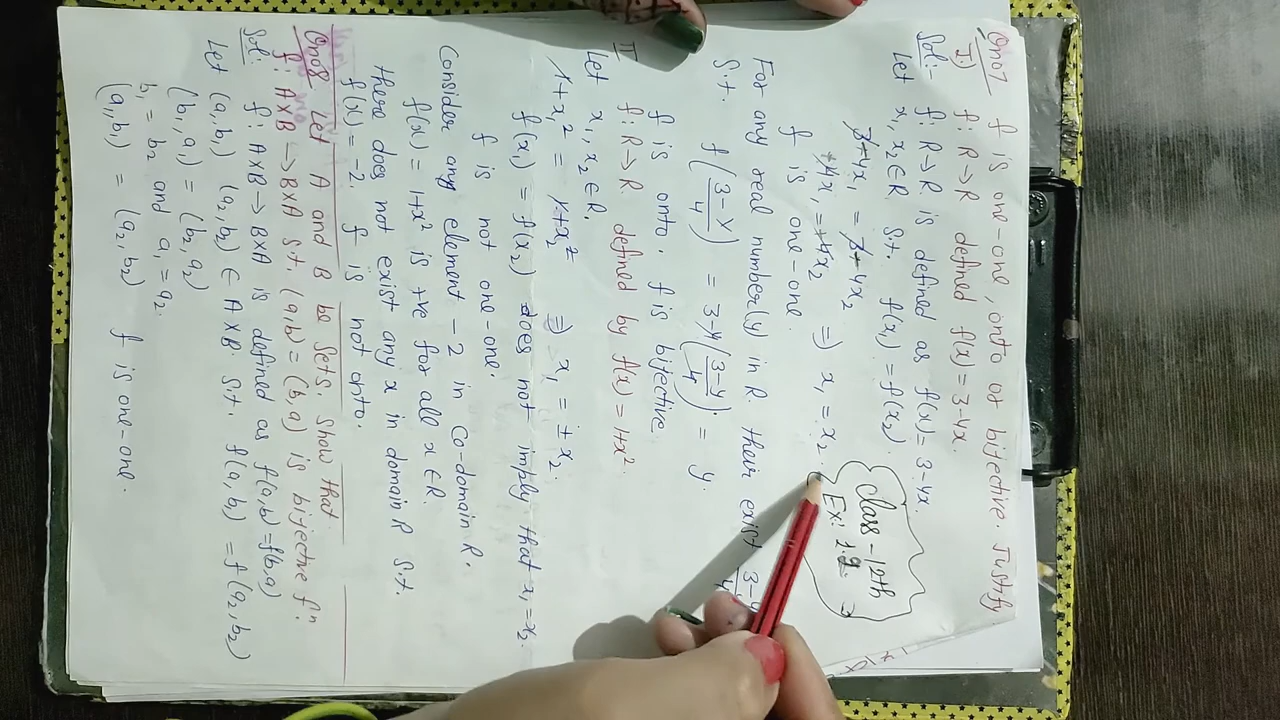 Qno7 f is one-one, onto or bijective. Justify
I) f: R→R defined f(x) = 3-4x.
Sol:- f: R→R is defined as f(x) = 3-4x.
Let x₁, x₂ ∈ R s.t. f(x₁) = f(x₂)
3-4x₁ = 3-4x₂
-4x₁ = -4x₂ ⇒ x₁ = x₂
f is one-one.
Class-12th
Ex: 1.2
For any real number(y) in R. their exist 3-y/4
s.t. f((3-y)/4) = 3-4((3-y)/4) = y.
f is onto. f is bijective.
II f: R→R defined by f(x) = 1+x².
Let x₁, x₂ ∈ R.
1+x₁² = 1+x₂² ⇒ x₁ = ±x₂
f(x₁) = f(x₂) does not imply that x₁ = x₂.
f is not one-one.
Consider any element -2 in Co-domain R.
f(x) = 1+x² is +ve for all x ∈ R.
there does not exist any x in domain R s.t.
f(x) = -2. f is not onto.
Qno8 Let A and B be sets. Show that
f: A×B → B×A s.t. (a,b) = (b,a) is bijective fⁿ.
Sol: f: A×B → B×A is defined as f(a,b) = f(b,a)
Let (a₁,b₁) (a₂,b₂) ∈ A×B. s.t. f(a₁b₁) = f(a₂,b₂)
(b₁,a₁) = (b₂,a₂)
b₁ = b₂ and a₁ = a₂.
(a₁,b₁) = (a₂,b₂) f is one-one.